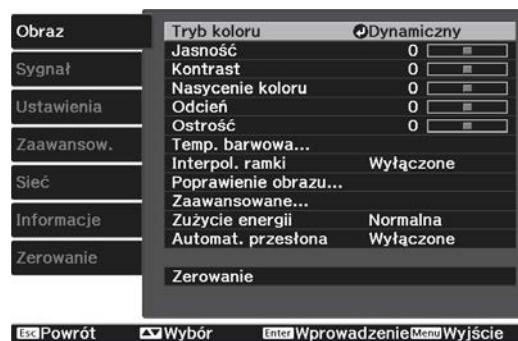 Obraz
Sygnał
Ustawienia
Zaawansow.
Sieć
Informacje
Zerowanie
Tryb koloru Dynamiczny
Jasność 0
Kontrast 0
Nasycenie koloru 0
Odcień 0
Ostrość 0
Temp. barwowa...
Interpol. ramki Wyłączone
Poprawienie obrazu...
Zaawansowane...
Zużycie energii Normalna
Automat. przesłona Wyłączone
Zerowanie
Esc Powrót Wybór Enter Wprowadzenie Menu Wyjście